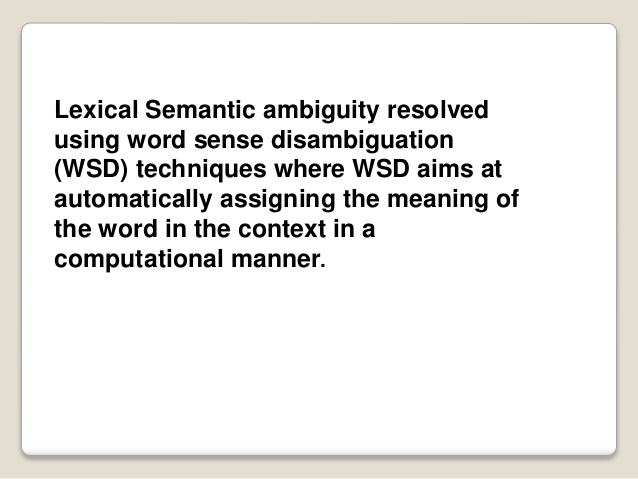 Lexical Semantic ambiguity resolved
using word sense disambiguation
(WSD) techniques where WSD aims at
automatically assigning the meaning of
the word in the context in a
computational manner.